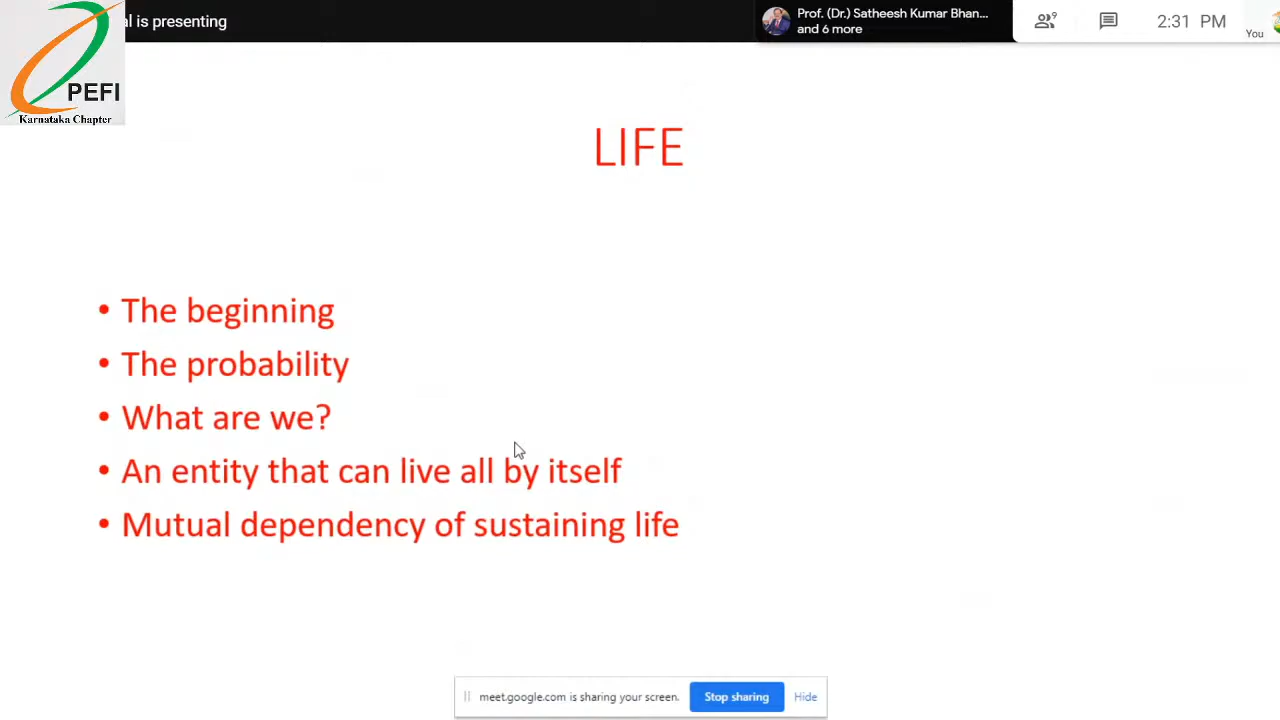 al is presenting
Prof. (Dr.) Satheesh Kumar Bhan...
and 6 more
9
2:31 PM
You
PEFI
Karnataka Chapter
LIFE
• The beginning
• The probability
• What are we?
• An entity that can live all by itself
• Mutual dependency of sustaining life
meet.google.com is sharing your screen.
Stop sharing
Hide